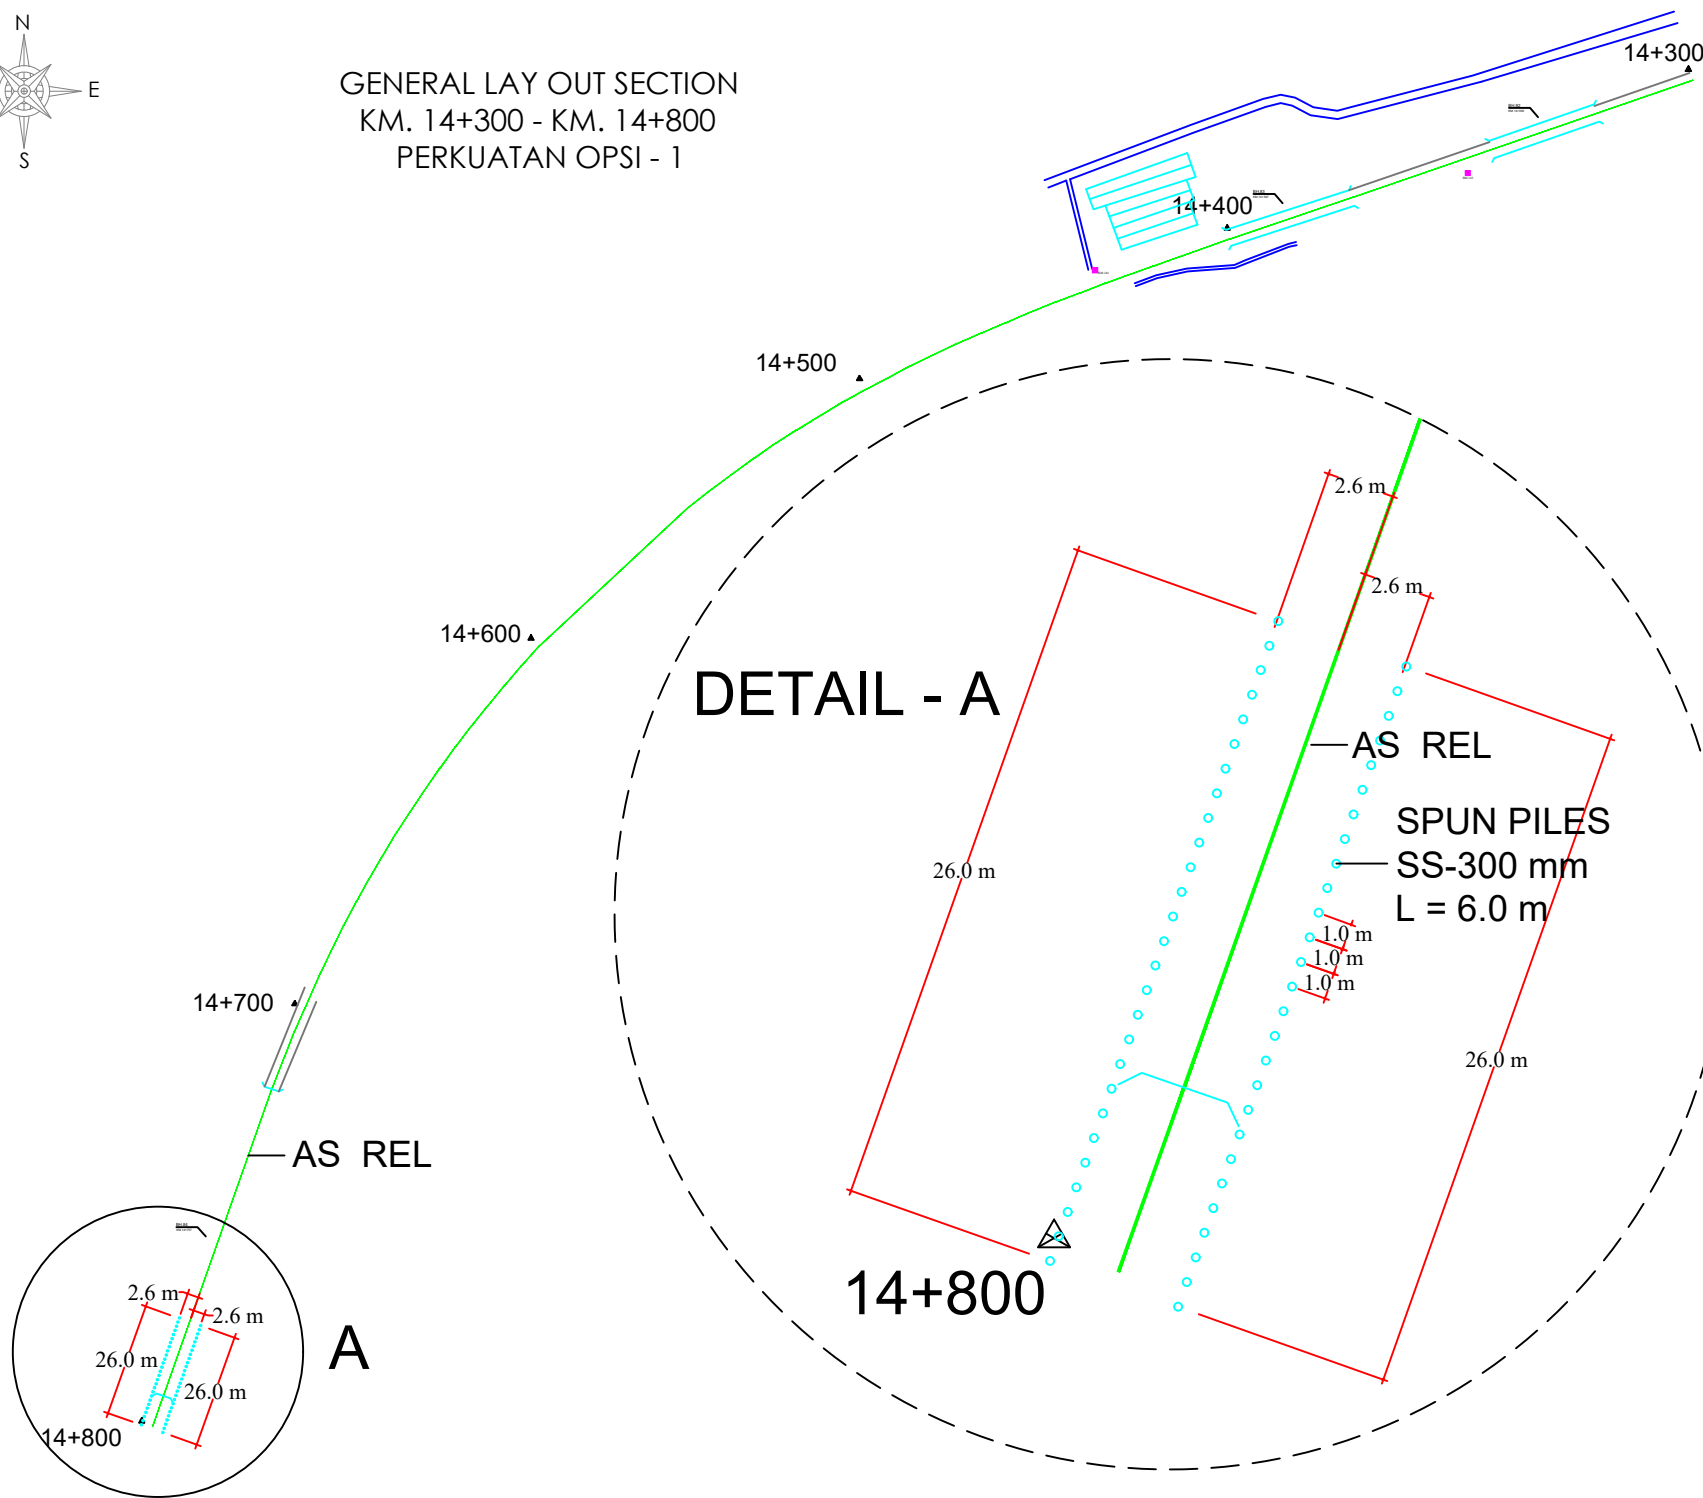 N
E
S
GENERAL LAY OUT SECTION
KM. 14+300 - KM. 14+800
PERKUATAN OPSI - 1
14+300
14+400
14+500
14+600
14+700
AS REL
2.6 m
2.6 m
26.0 m
26.0 m
14+800
A
DETAIL - A
2.6 m
2.6 m
AS REL
SPUN PILES
SS-300 mm
L = 6.0 m
26.0 m
1.0 m
1.0 m
1.0 m
26.0 m
14+800